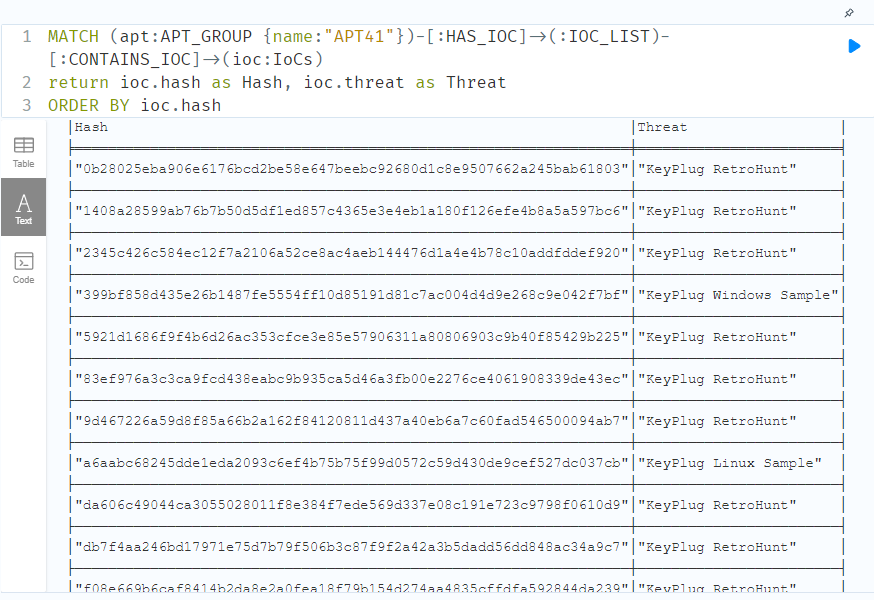 1 MATCH (apt:APT_GROUP {name:"APT41"})-[:HAS_IOC]→(:IOC_LIST)-
[:CONTAINS_IOC]→(ioc:IoCs)
2 return ioc.hash as Hash, ioc.threat as Threat
3 ORDER BY ioc.hash
Table
Text
Code
|Hash |Threat |
|"0b28025eba906e6176bcd2be58e647beebc92680d1c8e9507662a245bab61803"|"KeyPlug RetroHunt" |
|"1408a28599ab76b7b50d5df1ed857c4365e3e4eb1a180f126efe4b8a5a597bc6"|"KeyPlug RetroHunt" |
|"2345c426c584ec12f7a2106a52ce8ac4aeb144476d1a4e4b78c10addfddef920"|"KeyPlug RetroHunt" |
|"399bf858d435e26b1487fe5554ff10d85191d81c7ac004d4d9e268c9e042f7bf"|"KeyPlug Windows Sample"|
|"5921d1686f9f4b6d26ac353cfce3e85e57906311a80806903c9b40f85429b225"|"KeyPlug RetroHunt" |
|"83ef976a3c3ca9fcd438eabc9b935ca5d46a3fb00e2276ce4061908339de43ec"|"KeyPlug RetroHunt" |
|"9d467226a59d8f85a66b2a162f84120811d437a40eb6a7c60fad546500094ab7"|"KeyPlug RetroHunt" |
|"a6aabc68245dde1eda2093c6ef4b75b75f99d0572c59d430de9cef527dc037cb"|"KeyPlug Linux Sample" |
|"da606c49044ca3055028011f8e384f7ede569d337e08c191e723c9798f0610d9"|"KeyPlug RetroHunt" |
|"db7f4aa246bd17971e75d7b79f506b3c87f9f2a42a3b5dadd56dd848ac34a9c7"|"KeyPlug RetroHunt" |
|"f08e669b6caf8414b2da8e2a0fea18f79b154d274aa4835cffdfa592844da239"|"KeyPlug RetroHunt" |